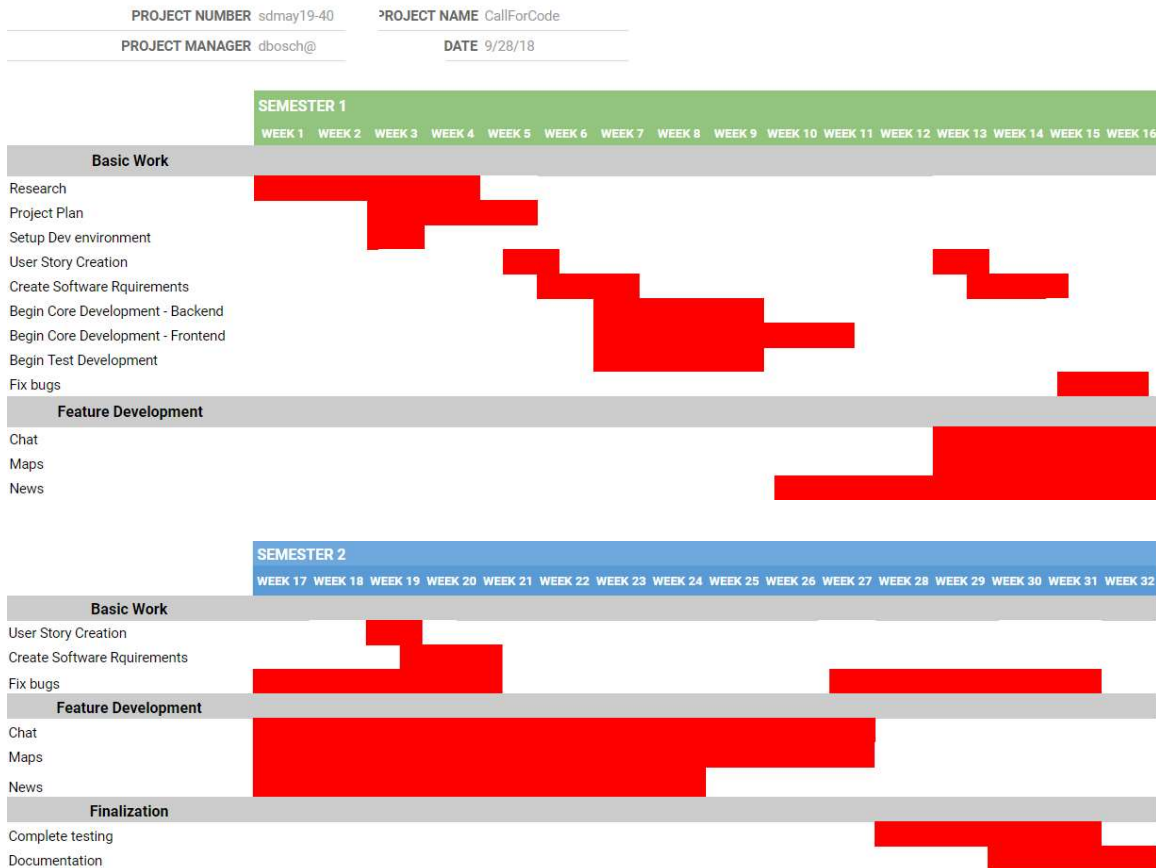 PROJECT NUMBER sdmay19-40 PROJECT NAME CallForCode
PROJECT MANAGER dbosch@ DATE 9/28/18
SEMESTER 1
WEEK 1 WEEK 2 WEEK 3 WEEK 4 WEEK 5 WEEK 6 WEEK 7 WEEK 8 WEEK 9 WEEK 10 WEEK 11 WEEK 12 WEEK 13 WEEK 14 WEEK 15 WEEK 16
Basic Work
Research
Project Plan
Setup Dev environment
User Story Creation
Create Software Rquirements
Begin Core Development - Backend
Begin Core Development - Frontend
Begin Test Development
Fix bugs
Feature Development
Chat
Maps
News
SEMESTER 2
WEEK 17 WEEK 18 WEEK 19 WEEK 20 WEEK 21 WEEK 22 WEEK 23 WEEK 24 WEEK 25 WEEK 26 WEEK 27 WEEK 28 WEEK 29 WEEK 30 WEEK 31 WEEK 32
Basic Work
User Story Creation
Create Software Rquirements
Fix bugs
Feature Development
Chat
Maps
News
Finalization
Complete testing
Documentation